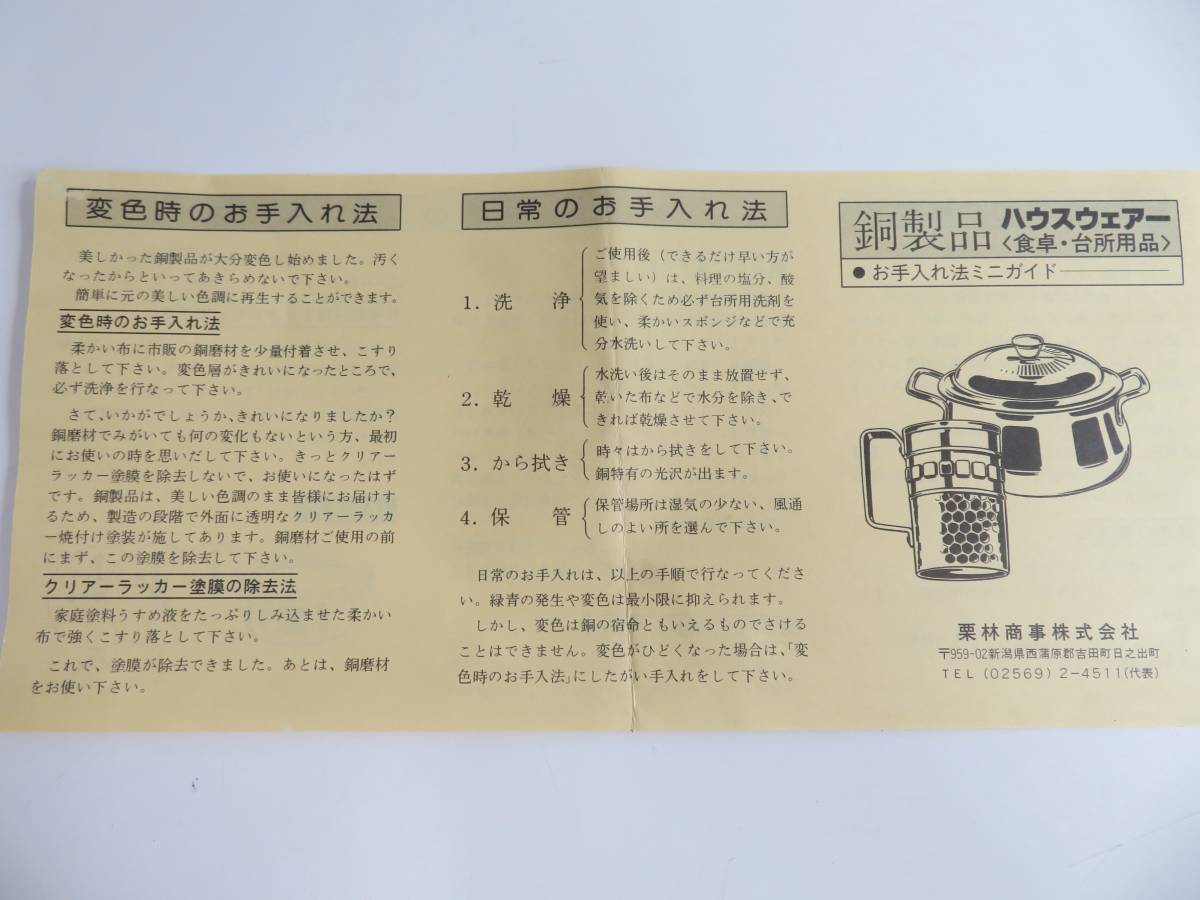 変色時のお手入れ法
美しかった銅製品が大分変色し始めました。汚く
なったからといってあきらめないで下さい。
簡単に元の美しい色調に再生することができます。
変色時のお手入れ法
柔かい布に市販の銅磨材を少量付着させ、こすり
落として下さい。変色層がきれいになったところで、
必ず洗浄を行なって下さい。
さて、いかがでしょうか、きれいになりましたか?
銅磨材でみがいても何の変化もないという方、最初
にお使いの時を思いだして下さい。きっとクリアー
ラッカー塗膜を除去しないで、お使いになったはず
です。銅製品は、美しい色調のまま皆様にお届けす
るため、製造の段階で外面に透明なクリアーラッカ
ー焼付け塗装が施してあります。銅磨材ご使用の前
にまず、この塗膜を除去して下さい。
クリアーラッカー塗膜の除去法
家庭塗料うすめ液をたっぷりしみ込ませた柔かい
布で強くこすり落として下さい。
これで、塗膜が除去できました。あとは、銅磨材
をお使い下さい。
日常のお手入れ法
1. 洗 浄
ご使用後(できるだけ早い方が
望ましい)は、料理の塩分、酸
気を除くため必ず台所用洗剤を
使い、柔かいスポンジなどで充
分水洗いして下さい。
2. 乾 燥
水洗い後はそのまま放置せず、
乾いた布などで水分を除き、で
きれば乾燥させて下さい。
3. から拭き
時々はから拭きをして下さい。
銅特有の光沢が出ます。
4. 保 管
保管場所は湿気の少ない、風通
しのよい所を選んで下さい。
日常のお手入れは、以上の手順で行なってくださ
い。緑青の発生や変色は最小限に抑えられます。
しかし、変色は銅の宿命ともいえるものでさける
ことはできません。変色がひどくなった場合は、「変
色時のお手入法」にしたがい手入れをして下さい。
銅製品 ハウスウェアー
〈食卓・台所用品〉
●お手入れ法ミニガイド
栗林商事株式会社
〒959-02新潟県西蒲原郡吉田町日之出町
TEL (02569) 2-4511(代表)